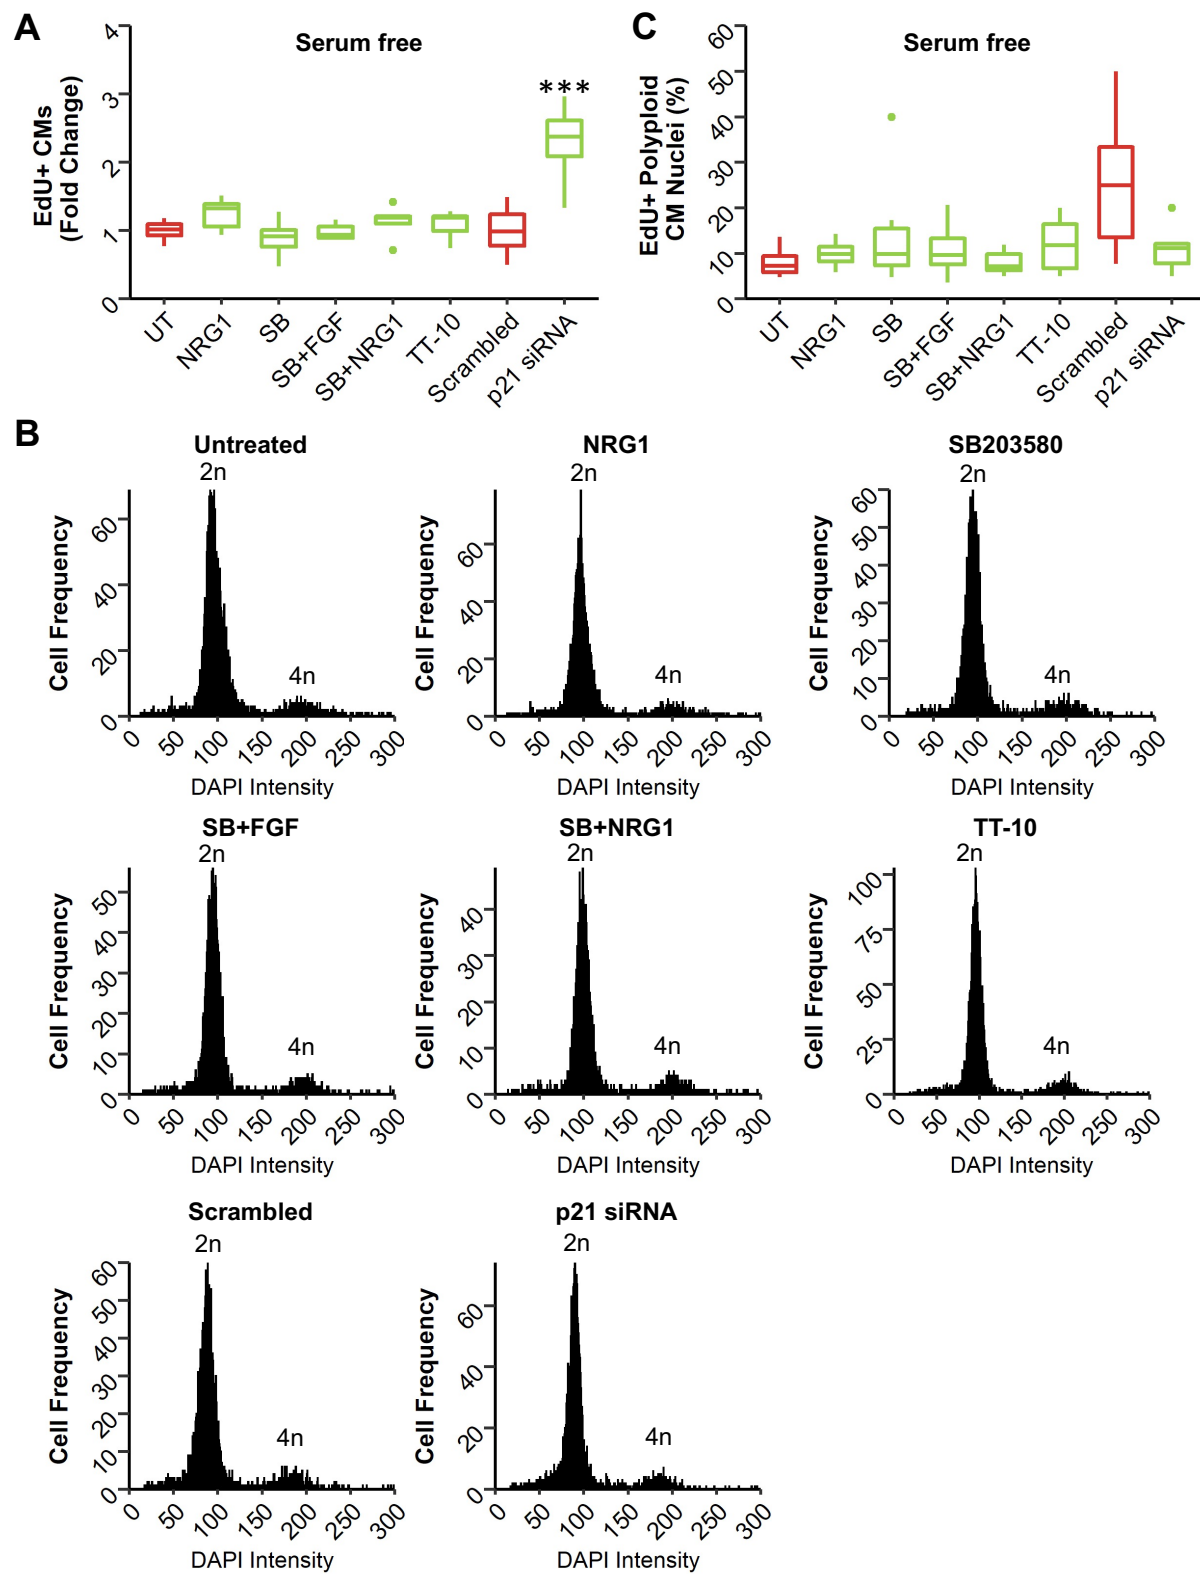 A
Serum free
EdU+ CMs
(Fold Change)
4
3
2
1
0
***
UT
NRG1
SB
SB+FGF
SB+NRG1
TT-10
Scrambled
p21 siRNA
C
Serum free
EdU+ Polyploid
CM Nuclei (%)
60
50
40
30
20
10
0
UT
NRG1
SB
SB+FGF
SB+NRG1
TT-10
Scrambled
p21 siRNA
B
Untreated
2n
4n
Cell Frequency
60
40
20
0
0 50 100 150 200 250 300
DAPI Intensity
NRG1
2n
4n
Cell Frequency
60
40
20
0
0 50 100 150 200 250 300
DAPI Intensity
SB203580
2n
4n
Cell Frequency
60
50
40
30
20
10
0
0 50 100 150 200 250 300
DAPI Intensity
SB+FGF
2n
4n
Cell Frequency
50
40
30
20
10
0
0 50 100 150 200 250 300
DAPI Intensity
SB+NRG1
2n
4n
Cell Frequency
40
30
20
10
0
0 50 100 150 200 250 300
DAPI Intensity
TT-10
2n
4n
Cell Frequency
100
75
50
25
0
0 50 100 150 200 250 300
DAPI Intensity
Scrambled
2n
4n
Cell Frequency
60
50
40
30
20
10
0
0 50 100 150 200 250 300
DAPI Intensity
p21 siRNA
2n
4n
Cell Frequency
60
40
20
0
0 50 100 150 200 250 300
DAPI Intensity